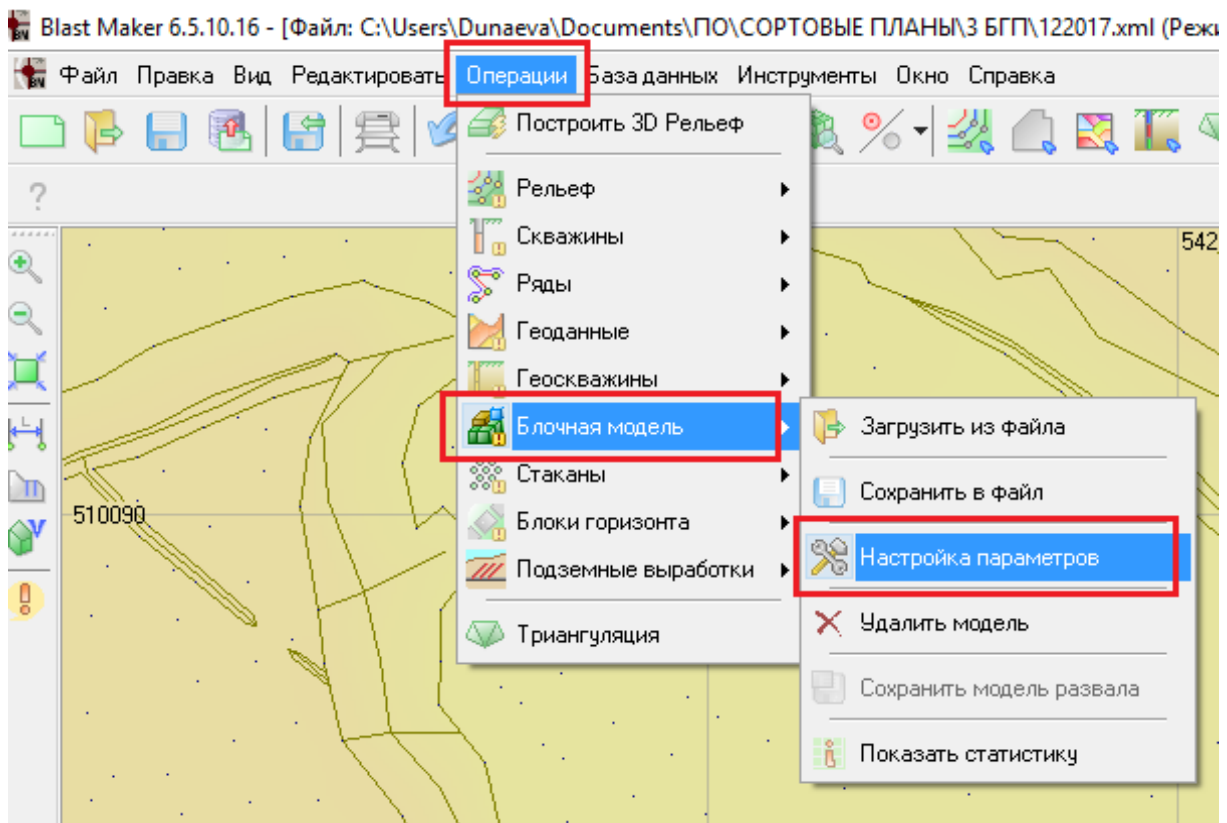 Blast Maker 6.5.10.16 - [Файл: C:\Users\Dunaeva\Documents\ПО\СОРТОВЫЕ ПЛАНЫ\3 БГП\122017.xml (Режи
Файл Правка Вид Редактировать Операции База данных Инструменты Окно Справка
Построить 3D Рельеф
Рельеф
Скважины
542
Ряды
Геоданные
Геоскважины
Блочная модель
Загрузить из файла
Стаканы
Сохранить в файл
510090
Блоки горизонта
Настройка параметров
Подземные выработки
Удалить модель
Триангуляция
Сохранить модель развала
Показать статистику